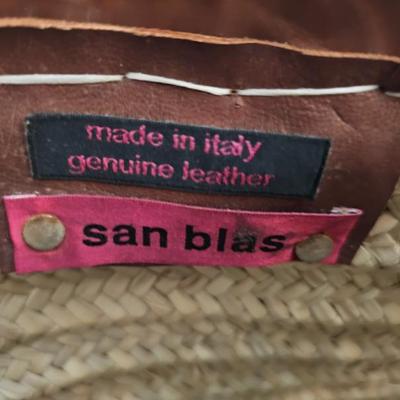 made in italy
genuine leather
san blas